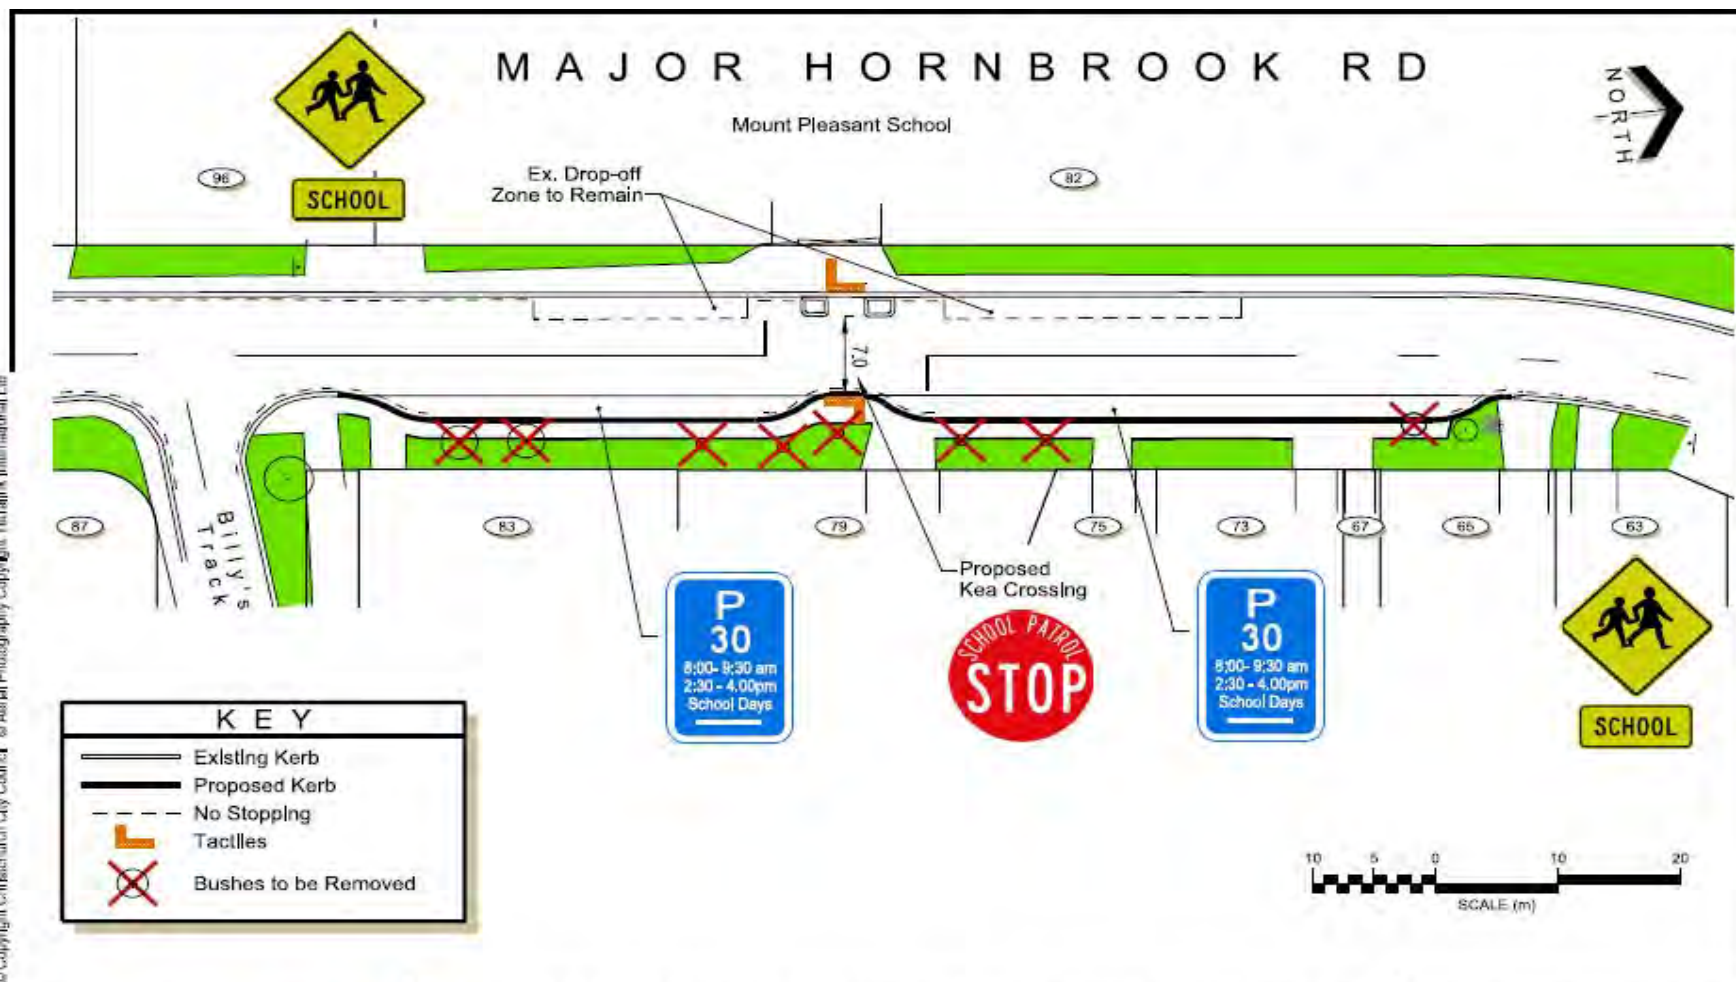 MAJOR HORNBROOK RD
Mount Pleasant School
NORTH
SCHOOL
96
Ex. Drop-off
Zone to Remain
82
7.0
87
Billy's
Track
83
79
75
73
67
65
63
Proposed
Kea Crossing
P
30
8:00- 9:30 am
2:30 - 4.00pm
School Days
SCHOOL PATROL
STOP
P
30
8:00- 9:30 am
2:30 - 4.00pm
School Days
SCHOOL
KEY
Existing Kerb
Proposed Kerb
No Stopping
Tactiles
Bushes to be Removed
10 5 0 10 20
SCALE (m)